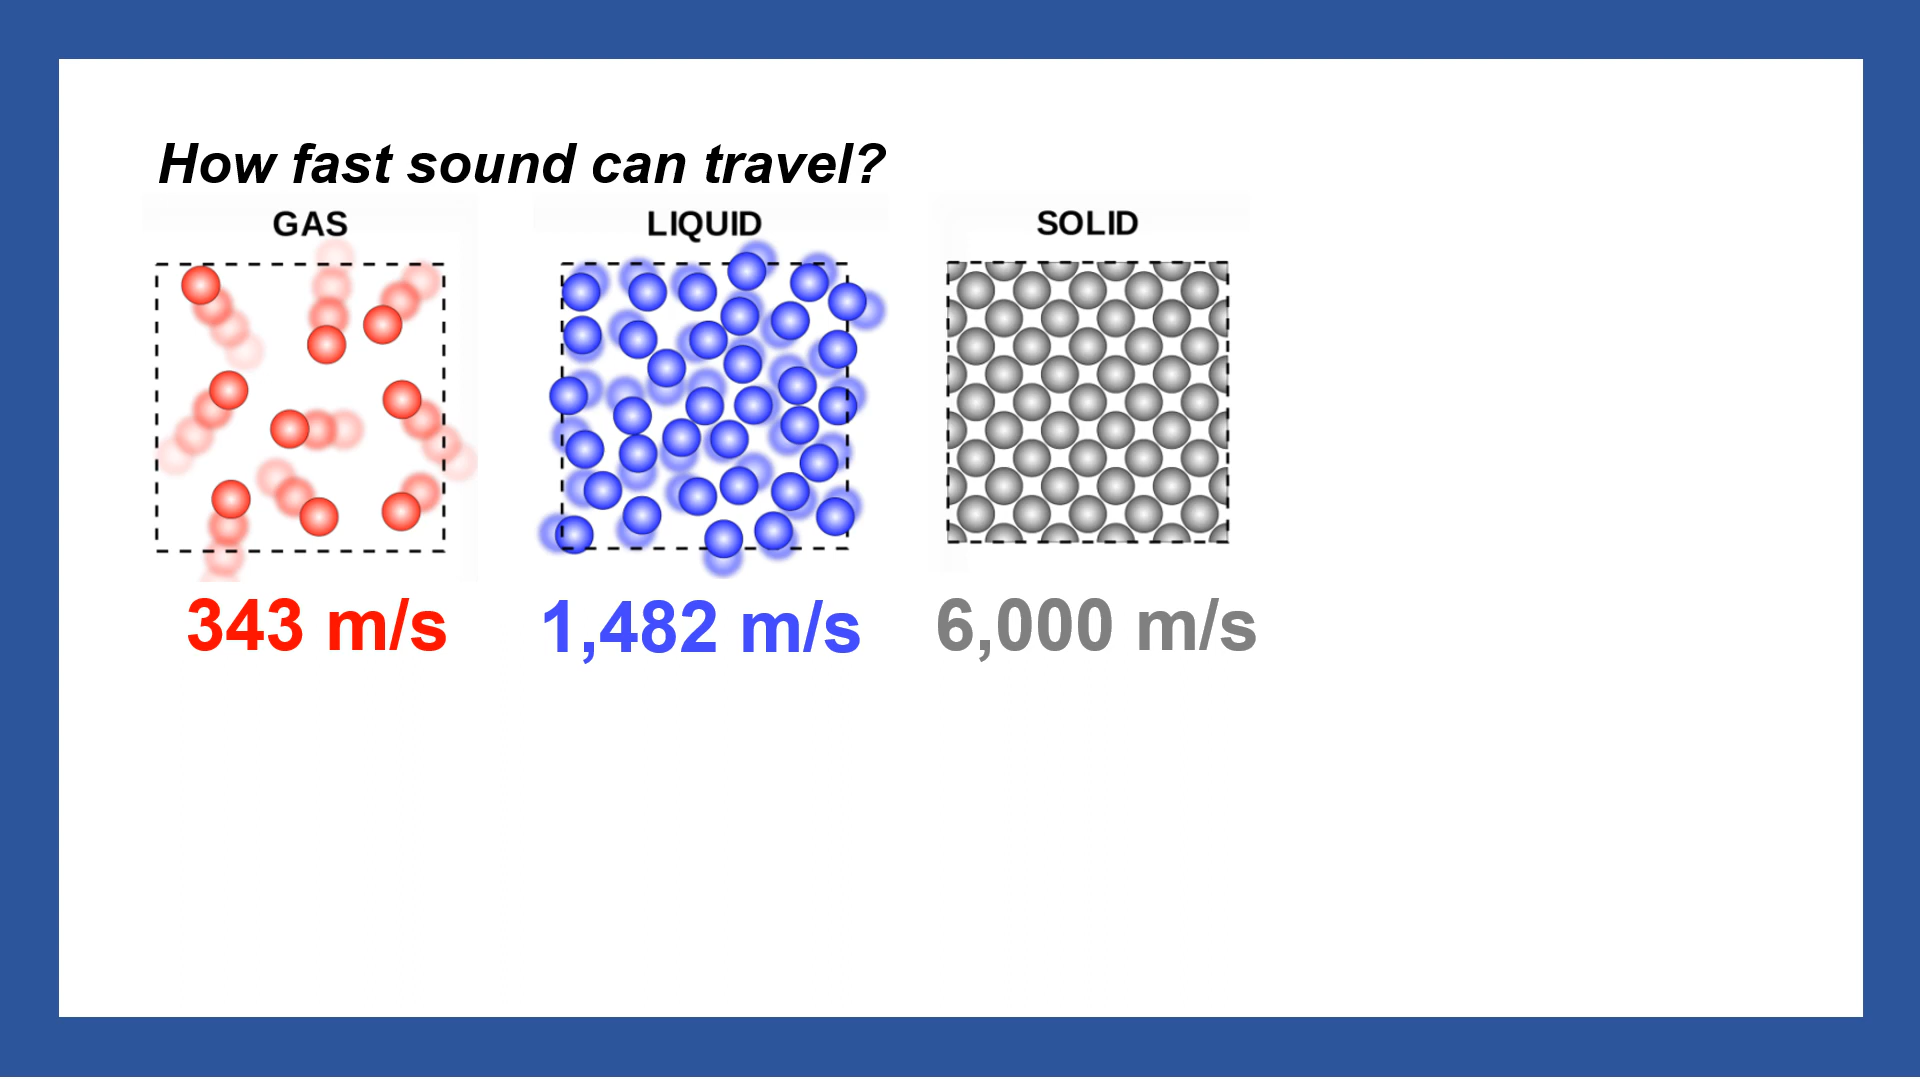 How fast sound can travel?
GAS LIQUID SOLID
343 m/s 1,482 m/s 6,000 m/s